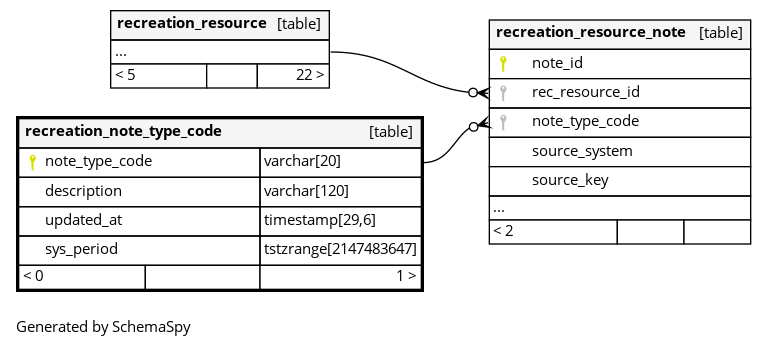 recreation_resource [table]
...
< 5 22 >
recreation_resource_note [table]
note_id
rec_resource_id
note_type_code
source_system
source_key
...
< 2
recreation_note_type_code [table]
note_type_code varchar[20]
description varchar[120]
updated_at timestamp[29,6]
sys_period tstzrange[2147483647]
< 0 1 >
Generated by SchemaSpy